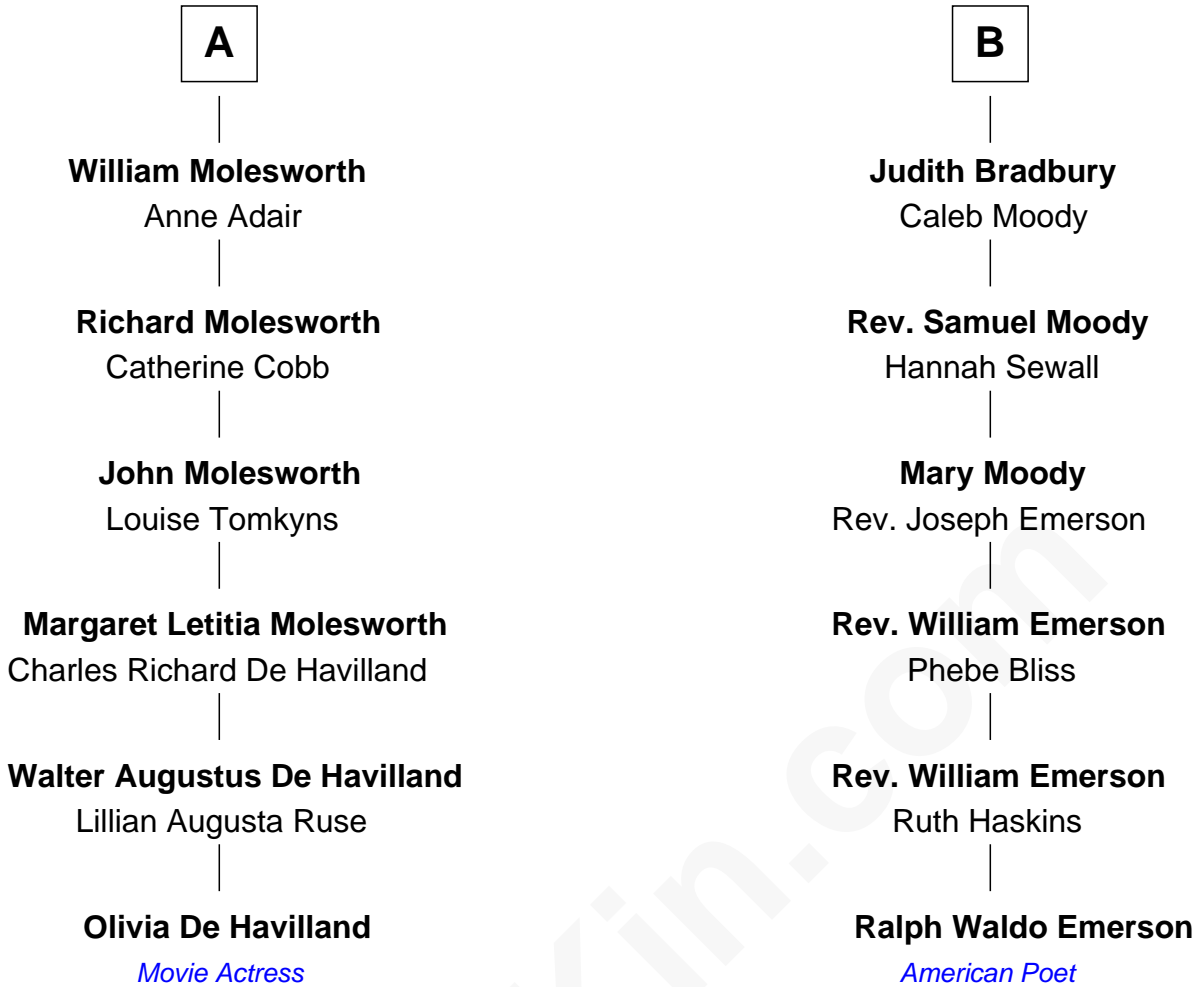 A
William Molesworth
Anne Adair
Richard Molesworth
Catherine Cobb
John Molesworth
Louise Tomkyns
Margaret Letitia Molesworth
Charles Richard De Havilland
Walter Augustus De Havilland
Lillian Augusta Ruse
Olivia De Havilland
Movie Actress
B
Judith Bradbury
Caleb Moody
Rev. Samuel Moody
Hannah Sewall
Mary Moody
Rev. Joseph Emerson
Rev. William Emerson
Phebe Bliss
Rev. William Emerson
Ruth Haskins
Ralph Waldo Emerson
American Poet
Kin.com